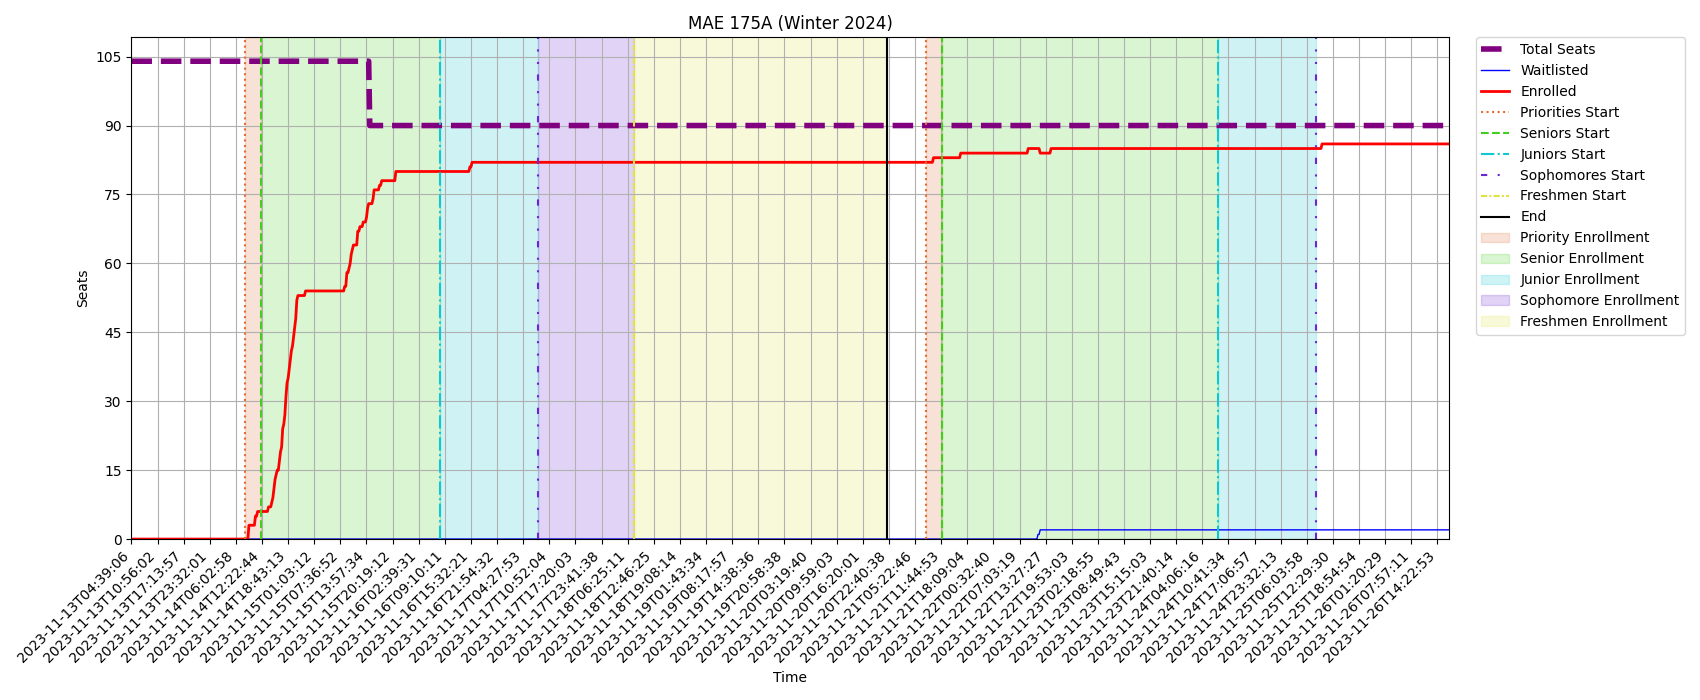 MAE 175A (Winter 2024)
105
90
75
60
45
30
15
0
Seats
2023-11-13T04:39:06
2023-11-13T10:56:02
2023-11-13T17:13:57
2023-11-13T23:32:01
2023-11-14T06:02:58
2023-11-14T12:22:44
2023-11-14T18:43:13
2023-11-15T01:03:12
2023-11-15T07:36:52
2023-11-15T13:57:34
2023-11-15T20:19:12
2023-11-16T02:39:31
2023-11-16T09:10:11
2023-11-16T15:32:21
2023-11-16T21:54:32
2023-11-17T04:27:53
2023-11-17T10:52:04
2023-11-17T17:20:03
2023-11-17T23:41:38
2023-11-18T06:25:11
2023-11-18T12:46:25
2023-11-18T19:08:14
2023-11-19T01:43:34
2023-11-19T08:17:57
2023-11-19T14:38:36
2023-11-19T20:58:38
2023-11-20T03:19:40
2023-11-20T09:59:03
2023-11-20T16:20:01
2023-11-20T22:40:38
2023-11-21T05:22:46
2023-11-21T11:44:53
2023-11-21T18:09:04
2023-11-22T00:32:40
2023-11-22T07:03:19
2023-11-22T13:27:27
2023-11-22T19:53:03
2023-11-23T02:18:55
2023-11-23T08:49:43
2023-11-23T15:15:03
2023-11-23T21:40:14
2023-11-24T04:06:16
2023-11-24T10:41:34
2023-11-24T17:06:57
2023-11-24T23:32:13
2023-11-25T06:03:58
2023-11-25T12:29:30
2023-11-25T18:54:54
2023-11-26T01:20:29
2023-11-26T07:57:11
2023-11-26T14:22:53
Time
Total Seats
Waitlisted
Enrolled
Priorities Start
Seniors Start
Juniors Start
Sophomores Start
Freshmen Start
End
Priority Enrollment
Senior Enrollment
Junior Enrollment
Sophomore Enrollment
Freshmen Enrollment